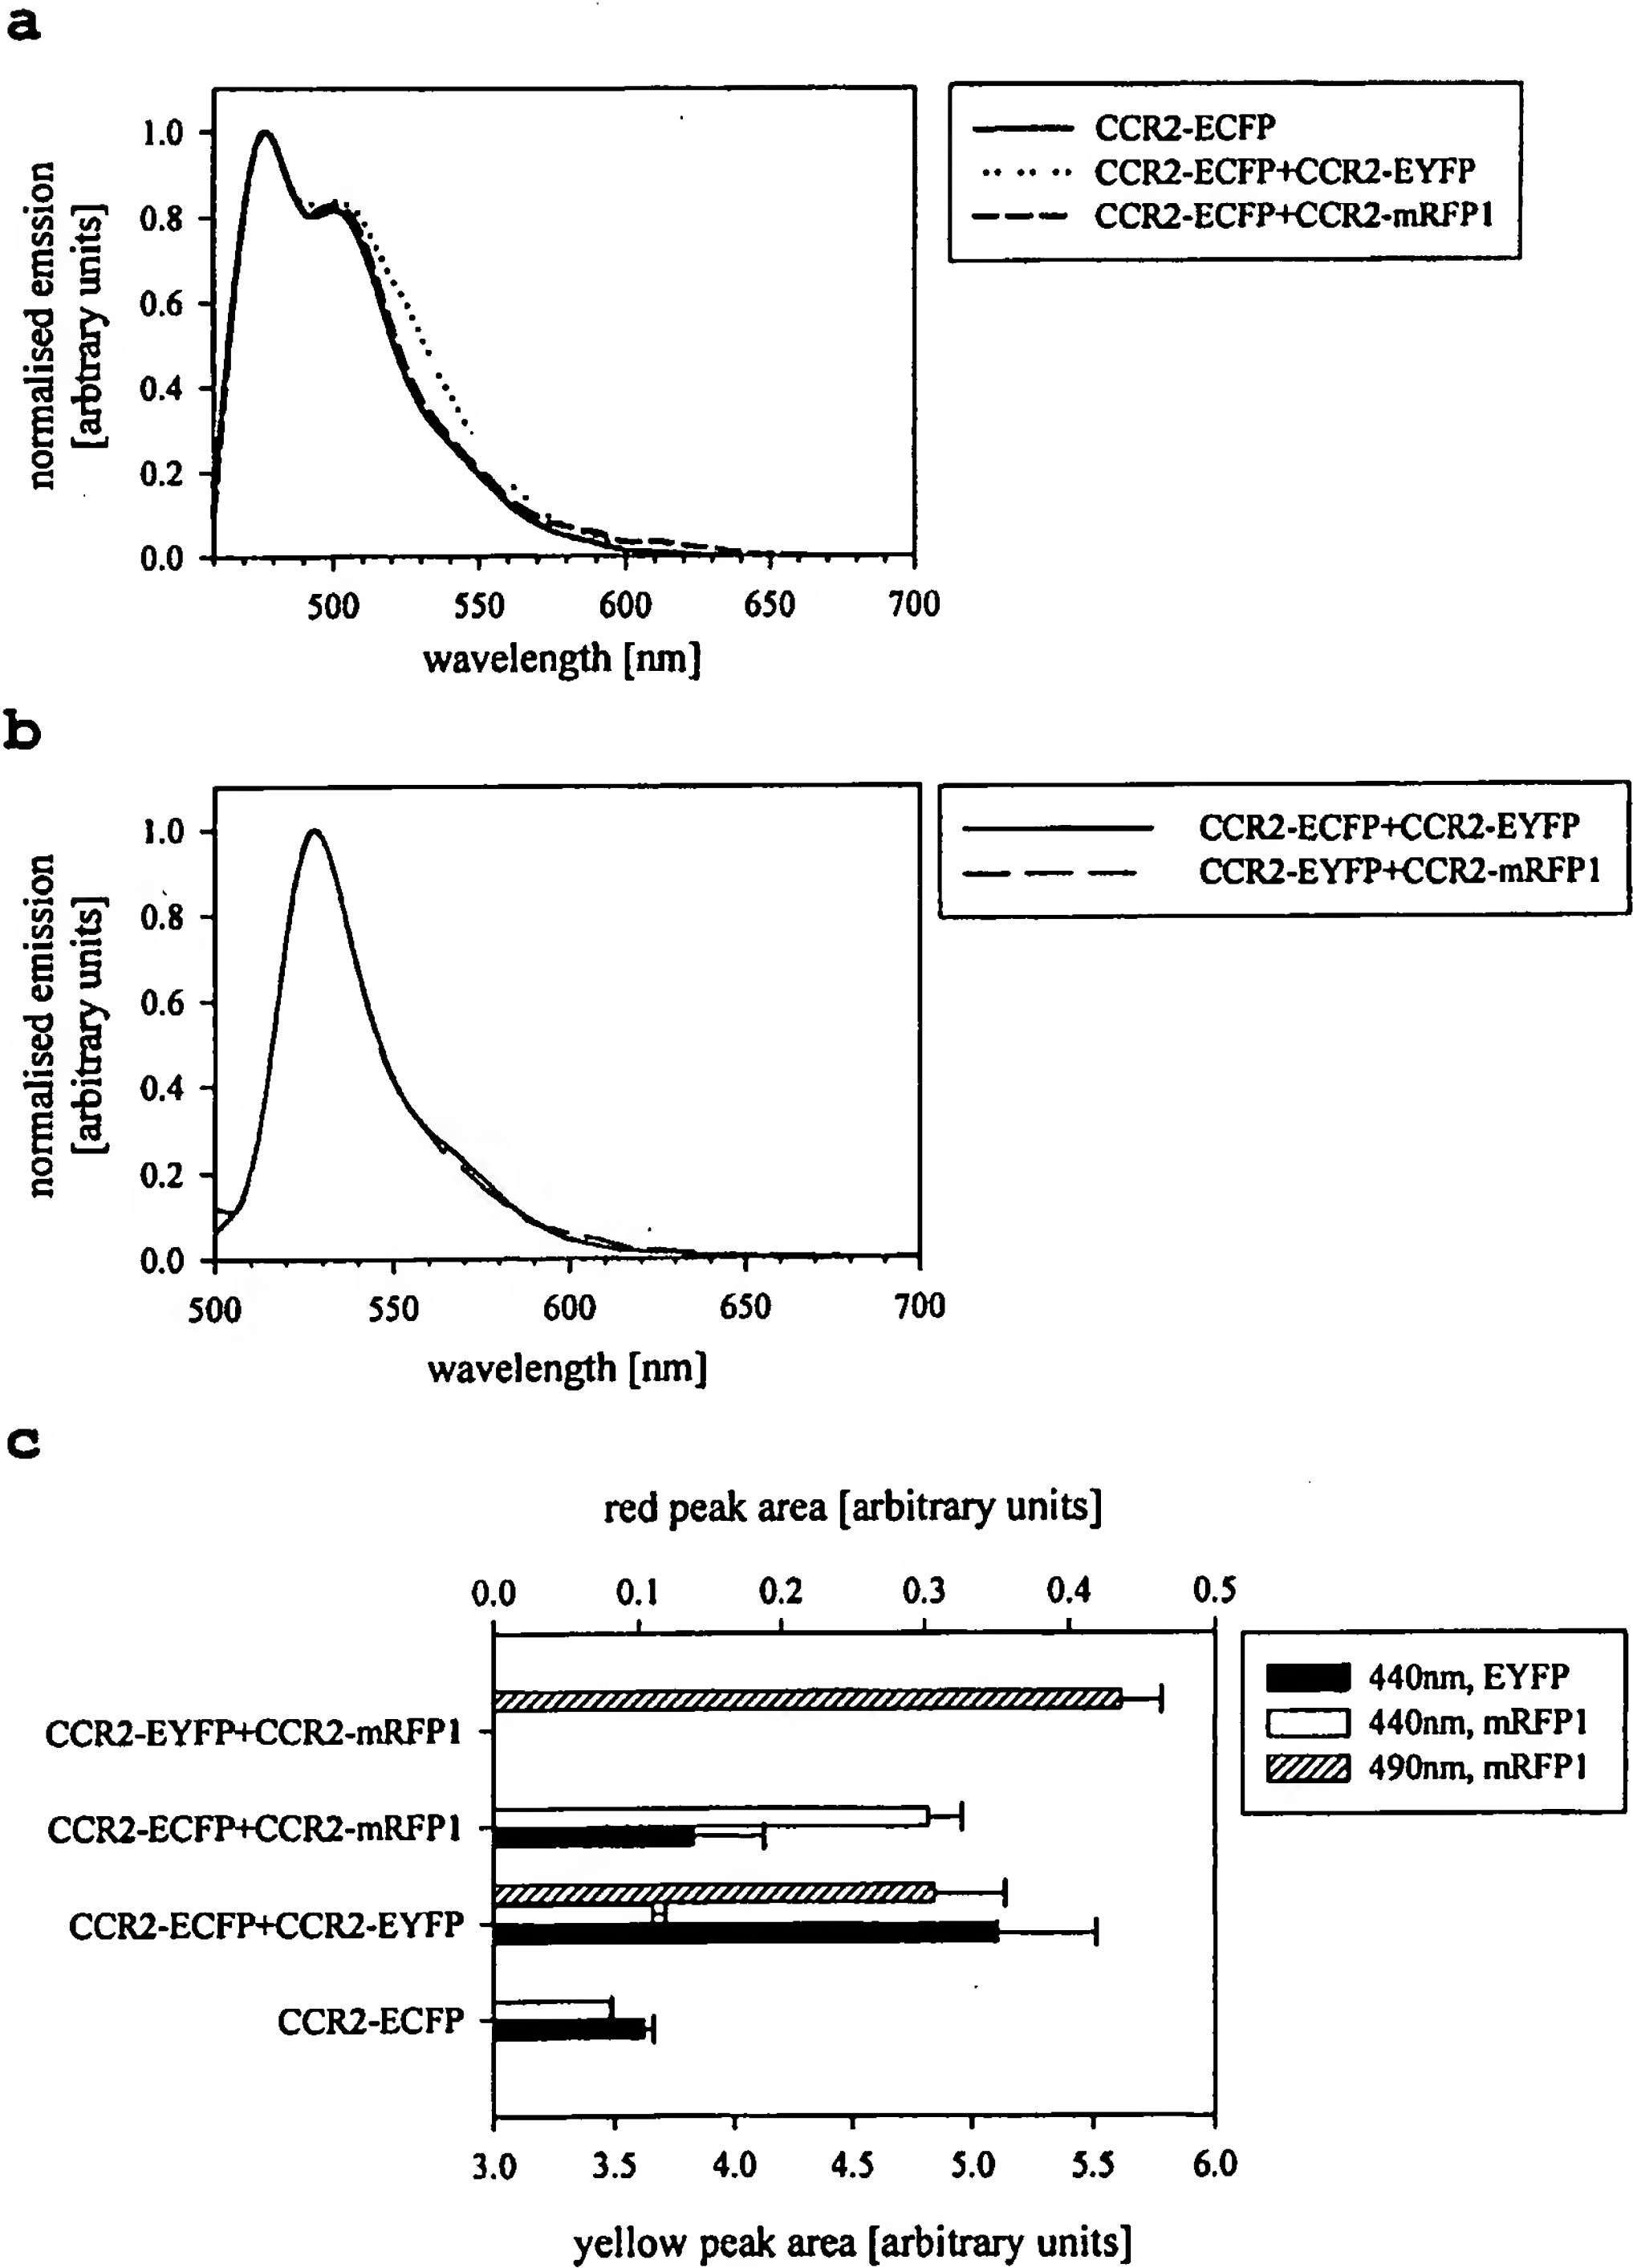 a
normalised emssion
[arbtrary units]
1.0
0.8
0.6
0.4
0.2
0.0
500 550 600 650 700
wavelength [nm]
CCR2-ECFP
CCR2-ECFP+CCR2-EYFP
CCR2-ECFP+CCR2-mRFP1
b
normalised emission
[arbitrary units]
1.0
0.8
0.6
0.4
0.2
0.0
500 550 600 650 700
wavelength [nm]
CCR2-ECFP+CCR2-EYFP
CCR2-EYFP+CCR2-mRFP1
c
red peak area [arbitrary units]
0.0 0.1 0.2 0.3 0.4 0.5
CCR2-EYFP+CCR2-mRFP1
CCR2-ECFP+CCR2-mRFP1
CCR2-ECFP+CCR2-EYFP
CCR2-ECFP
440nm, EYFP
440nm, mRFP1
490nm, mRFP1
3.0 3.5 4.0 4.5 5.0 5.5 6.0
yellow peak area [arbitrary units]